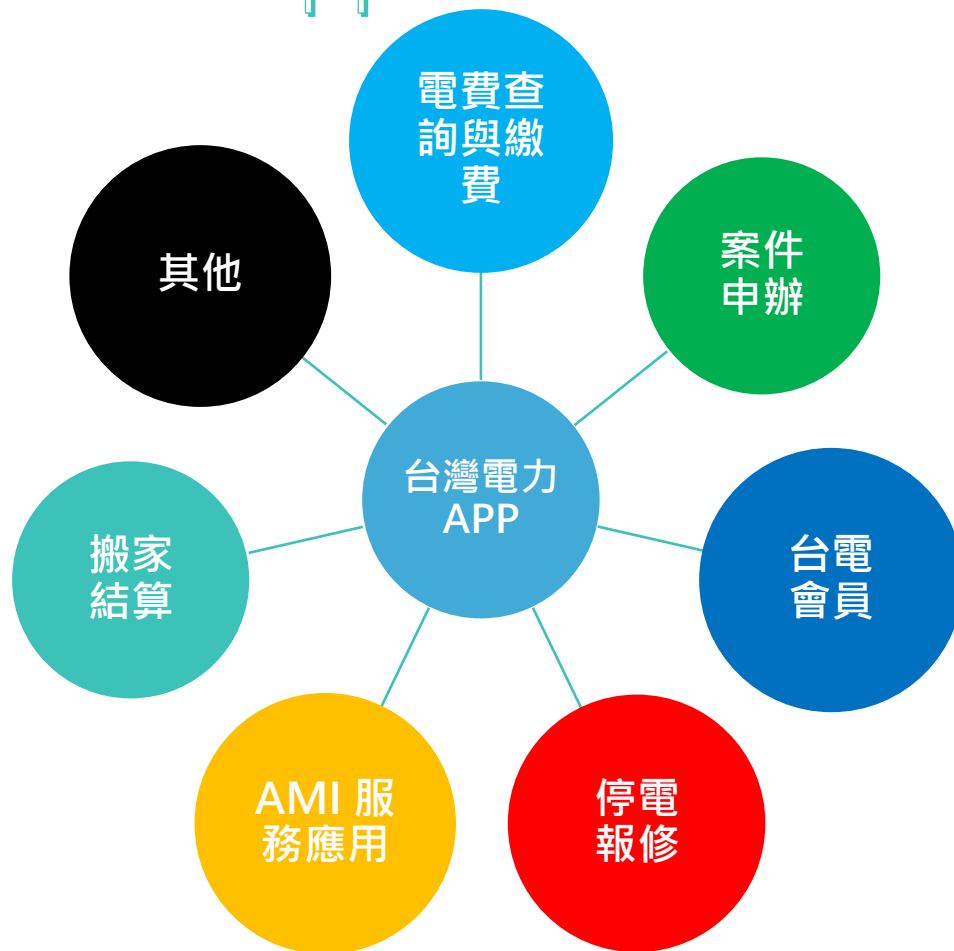 電費查
詢與繳
費
案件
申辦
其他
台灣電力
APP
台電
會員
搬家
結算
停電
報修
AMI 服
務應用